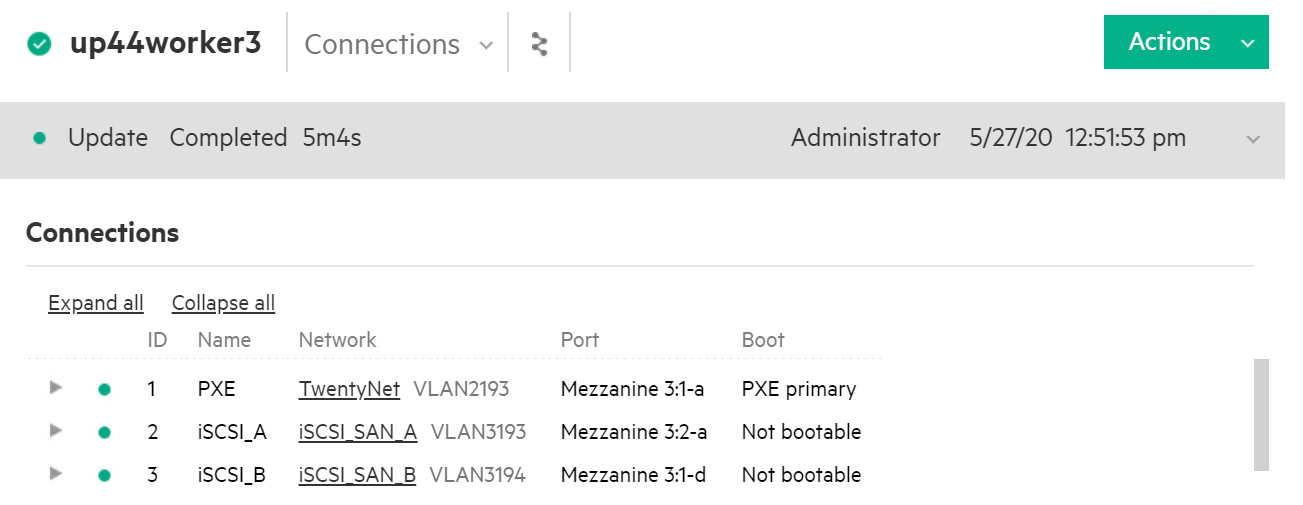 up44worker3 Connections Actions
Update Completed 5m4s Administrator 5/27/20 12:51:53 pm
Connections
Expand all Collapse all
ID Name Network Port Boot
1 PXE TwentyNet VLAN2193 Mezzanine 3:1-a PXE primary
2 iSCSI_A iSCSI_SAN_A VLAN3193 Mezzanine 3:2-a Not bootable
3 iSCSI_B iSCSI_SAN_B VLAN3194 Mezzanine 3:1-d Not bootable